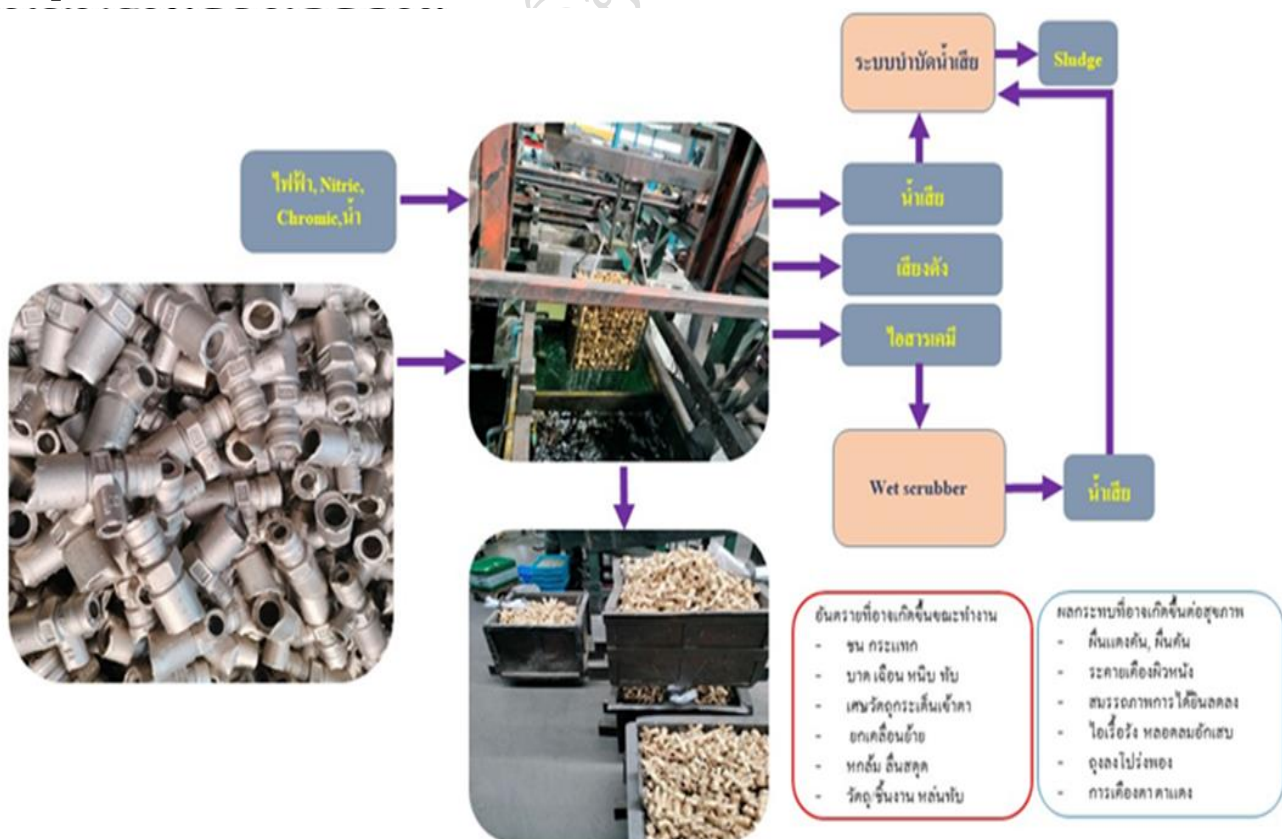 ระบบบำบัดน้ำเสีย
Sludge
ไฟฟ้า, Nitric,
Chromic,น้ำ
น้ำเสีย
เสียงดัง
ไอสารเคมี
Wet scrubber
น้ำเสีย
อันตรายที่อาจเกิดขึ้นขณะทำงาน
- ชน กระแทก
- บาด เฉือน หนีบ ทับ
- เศษวัตถุกระเด็นเข้าตา
- ยกเคลื่อนย้าย
- หกล้ม ลื่นสดุด
- วัตถุ/ชิ้นงาน หล่นทับ
ผลกระทบที่อาจเกิดขึ้นต่อสุขภาพ
- ผื่นแดงคัน, ผื่นคัน
- ระคายเคืองผิวหนัง
- สมรรถภาพการได้ยินลดลง
- ไอเรื้อรัง หลอดลมอักเสบ
- ถุงลงโป่งพอง
- การเคืองตา ตาแดง